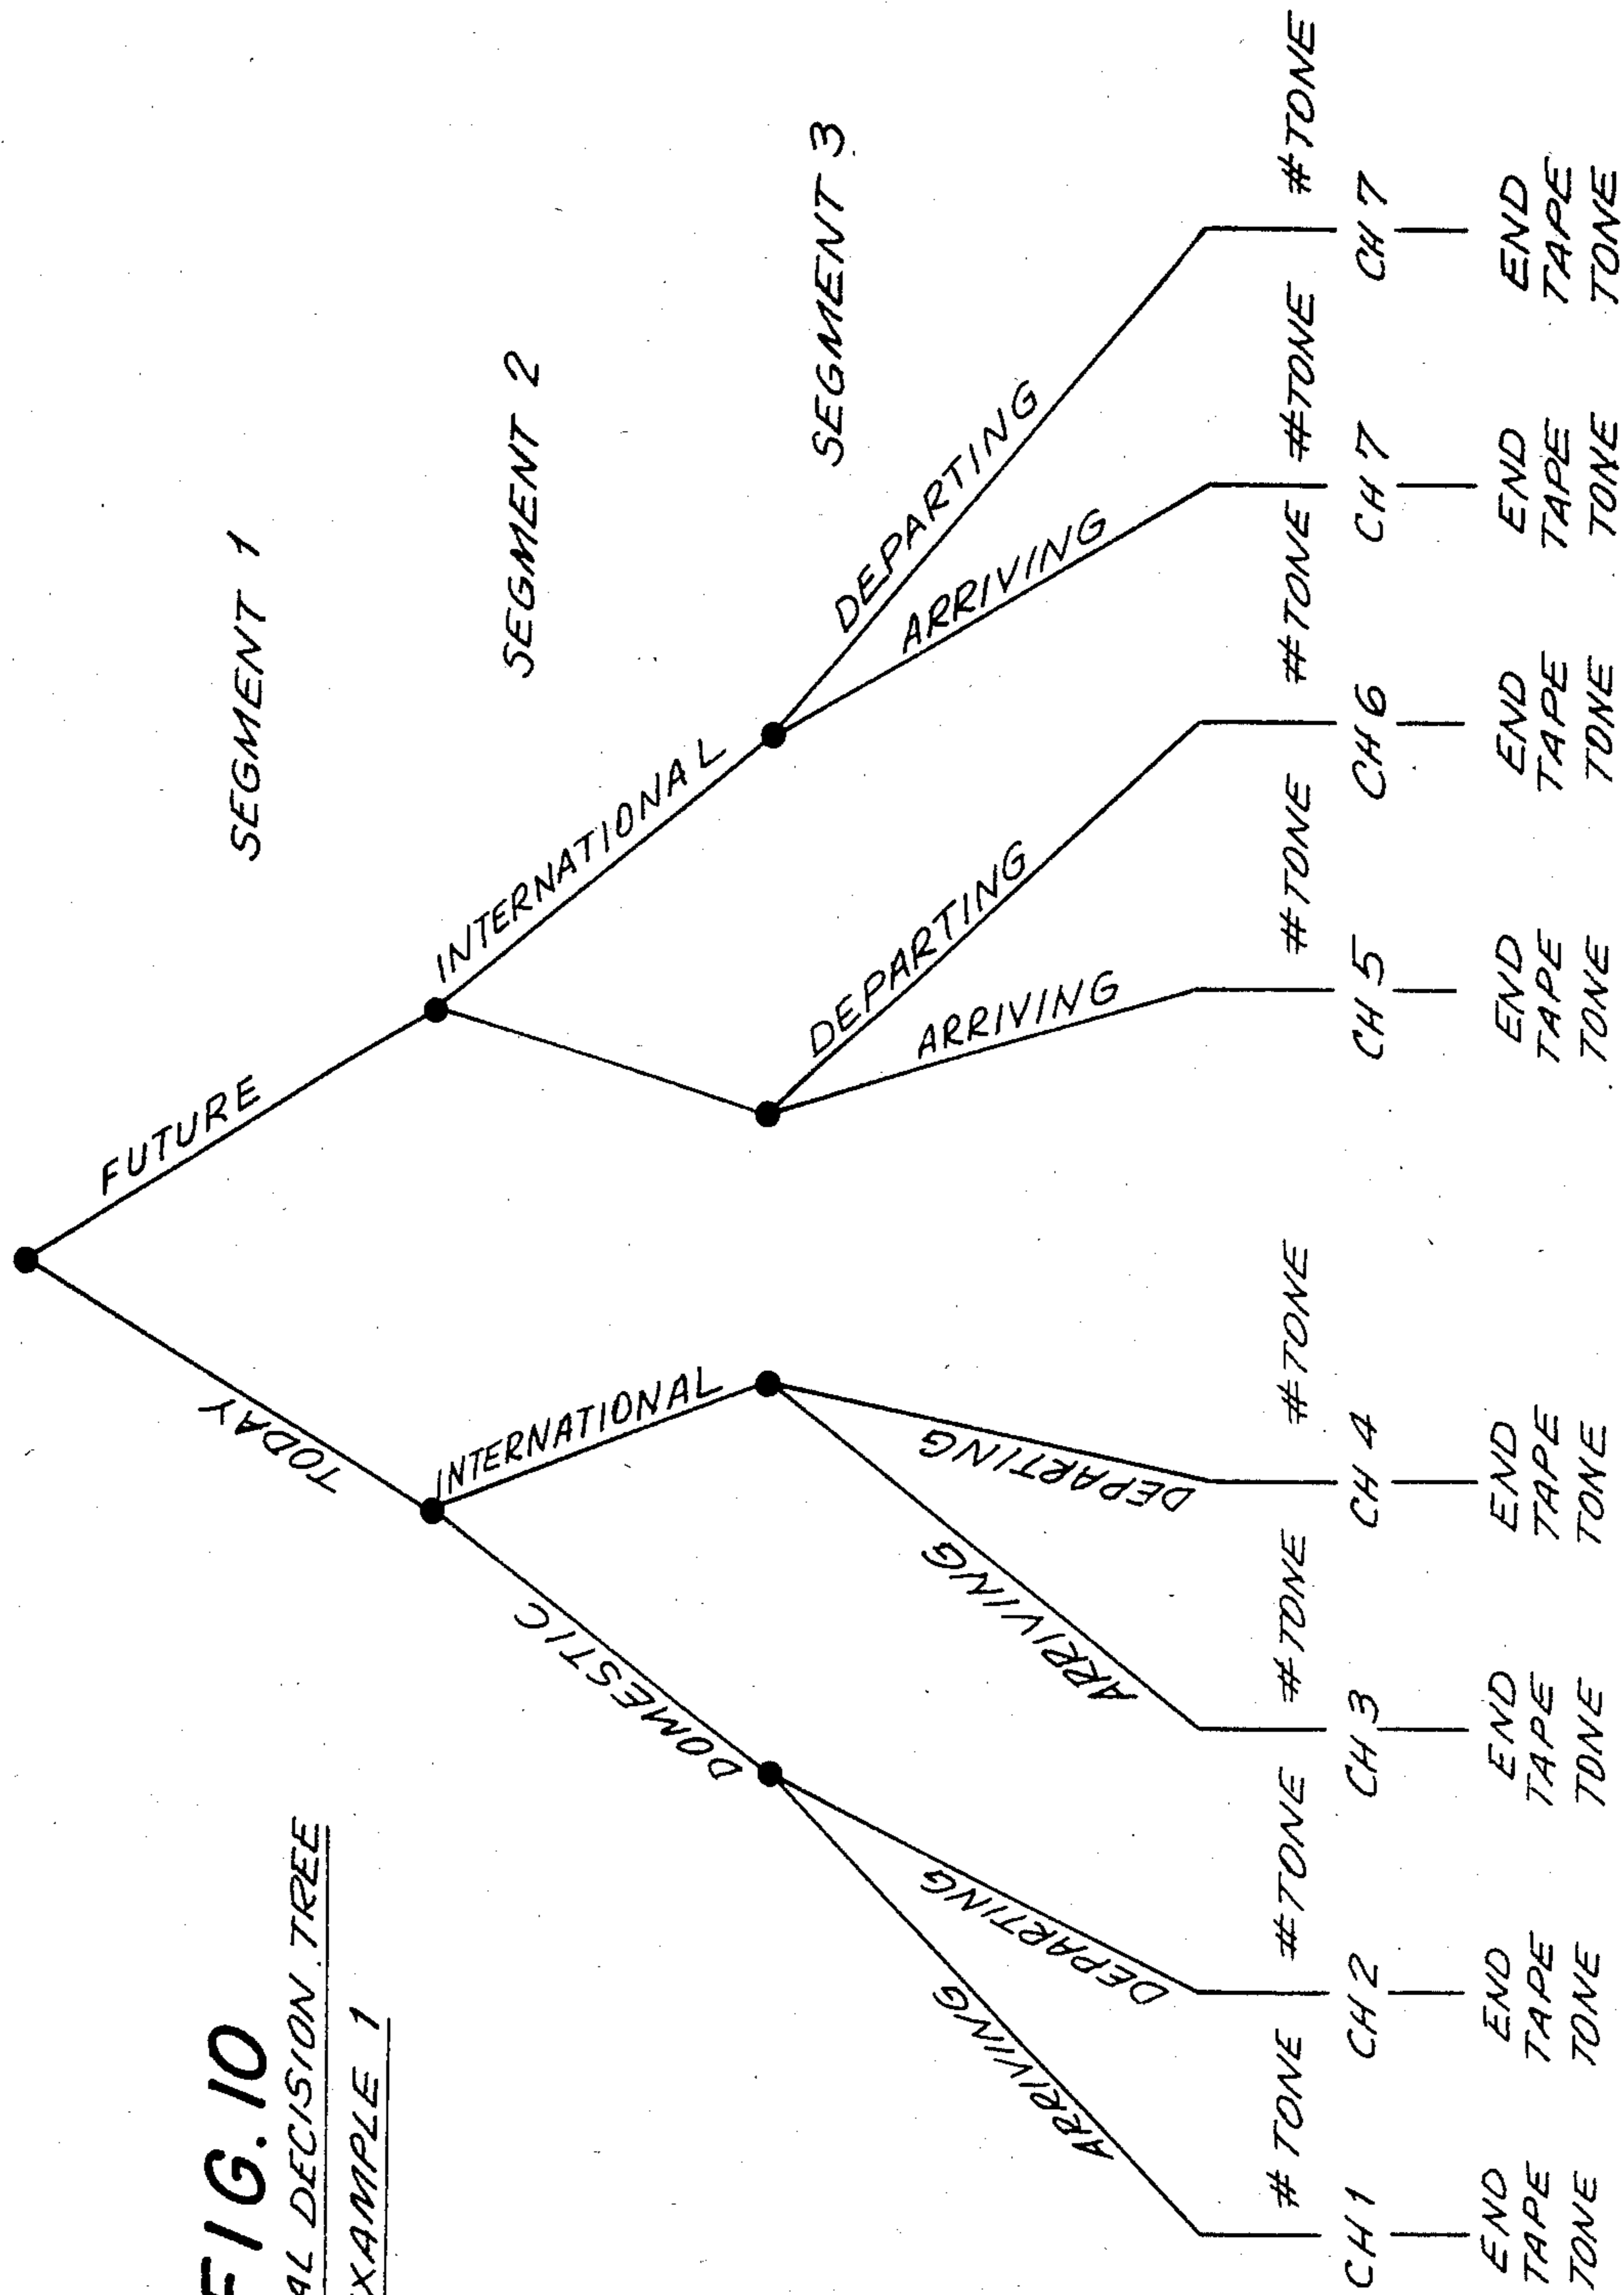 FIG.10
AL DECISION TREE
XAMPLE 1
TODAY
FUTURE
SEGMENT 1
DOMESTIC
INTERNATIONAL
INTERNATIONAL
SEGMENT 2
ARRIVING
DEPARTING
ARRIVING
DEPARTING
ARRIVING
DEPARTING
ARRIVING
DEPARTING
SEGMENT 3
# TONE
# TONE
# TONE
# TONE
# TONE
# TONE
# TONE
# TONE
CH 1
CH 2
CH 3
CH 4
CH 5
CH 6
CH 7
CH 7
END
TAPE
TONE
END
TAPE
TONE
END
TAPE
TONE
END
TAPE
TONE
END
TAPE
TONE
END
TAPE
TONE
END
TAPE
TONE
END
TAPE
TONE